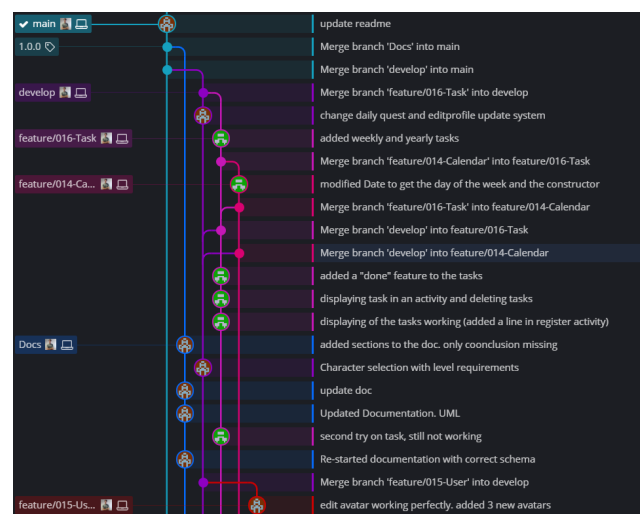 main update readme
1.0.0 Merge branch 'Docs' into main
Merge branch 'develop' into main
develop Merge branch 'feature/016-Task' into develop
change daily quest and editprofile update system
feature/016-Task added weekly and yearly tasks
Merge branch 'feature/014-Calendar' into feature/016-Task
feature/014-Ca... modified Date to get the day of the week and the constructor
Merge branch 'feature/016-Task' into feature/014-Calendar
Merge branch 'develop' into feature/016-Task
Merge branch 'develop' into feature/014-Calendar
added a "done" feature to the tasks
displaying task in an activity and deleting tasks
displaying of the tasks working (added a line in register activity)
Docs added sections to the doc. only coonclusion missing
Character selection with level requirements
update doc
Updated Documentation. UML
second try on task, still not working
Re-started documentation with correct schema
Merge branch 'feature/015-User' into develop
feature/015-Us... edit avatar working perfectly. added 3 new avatars